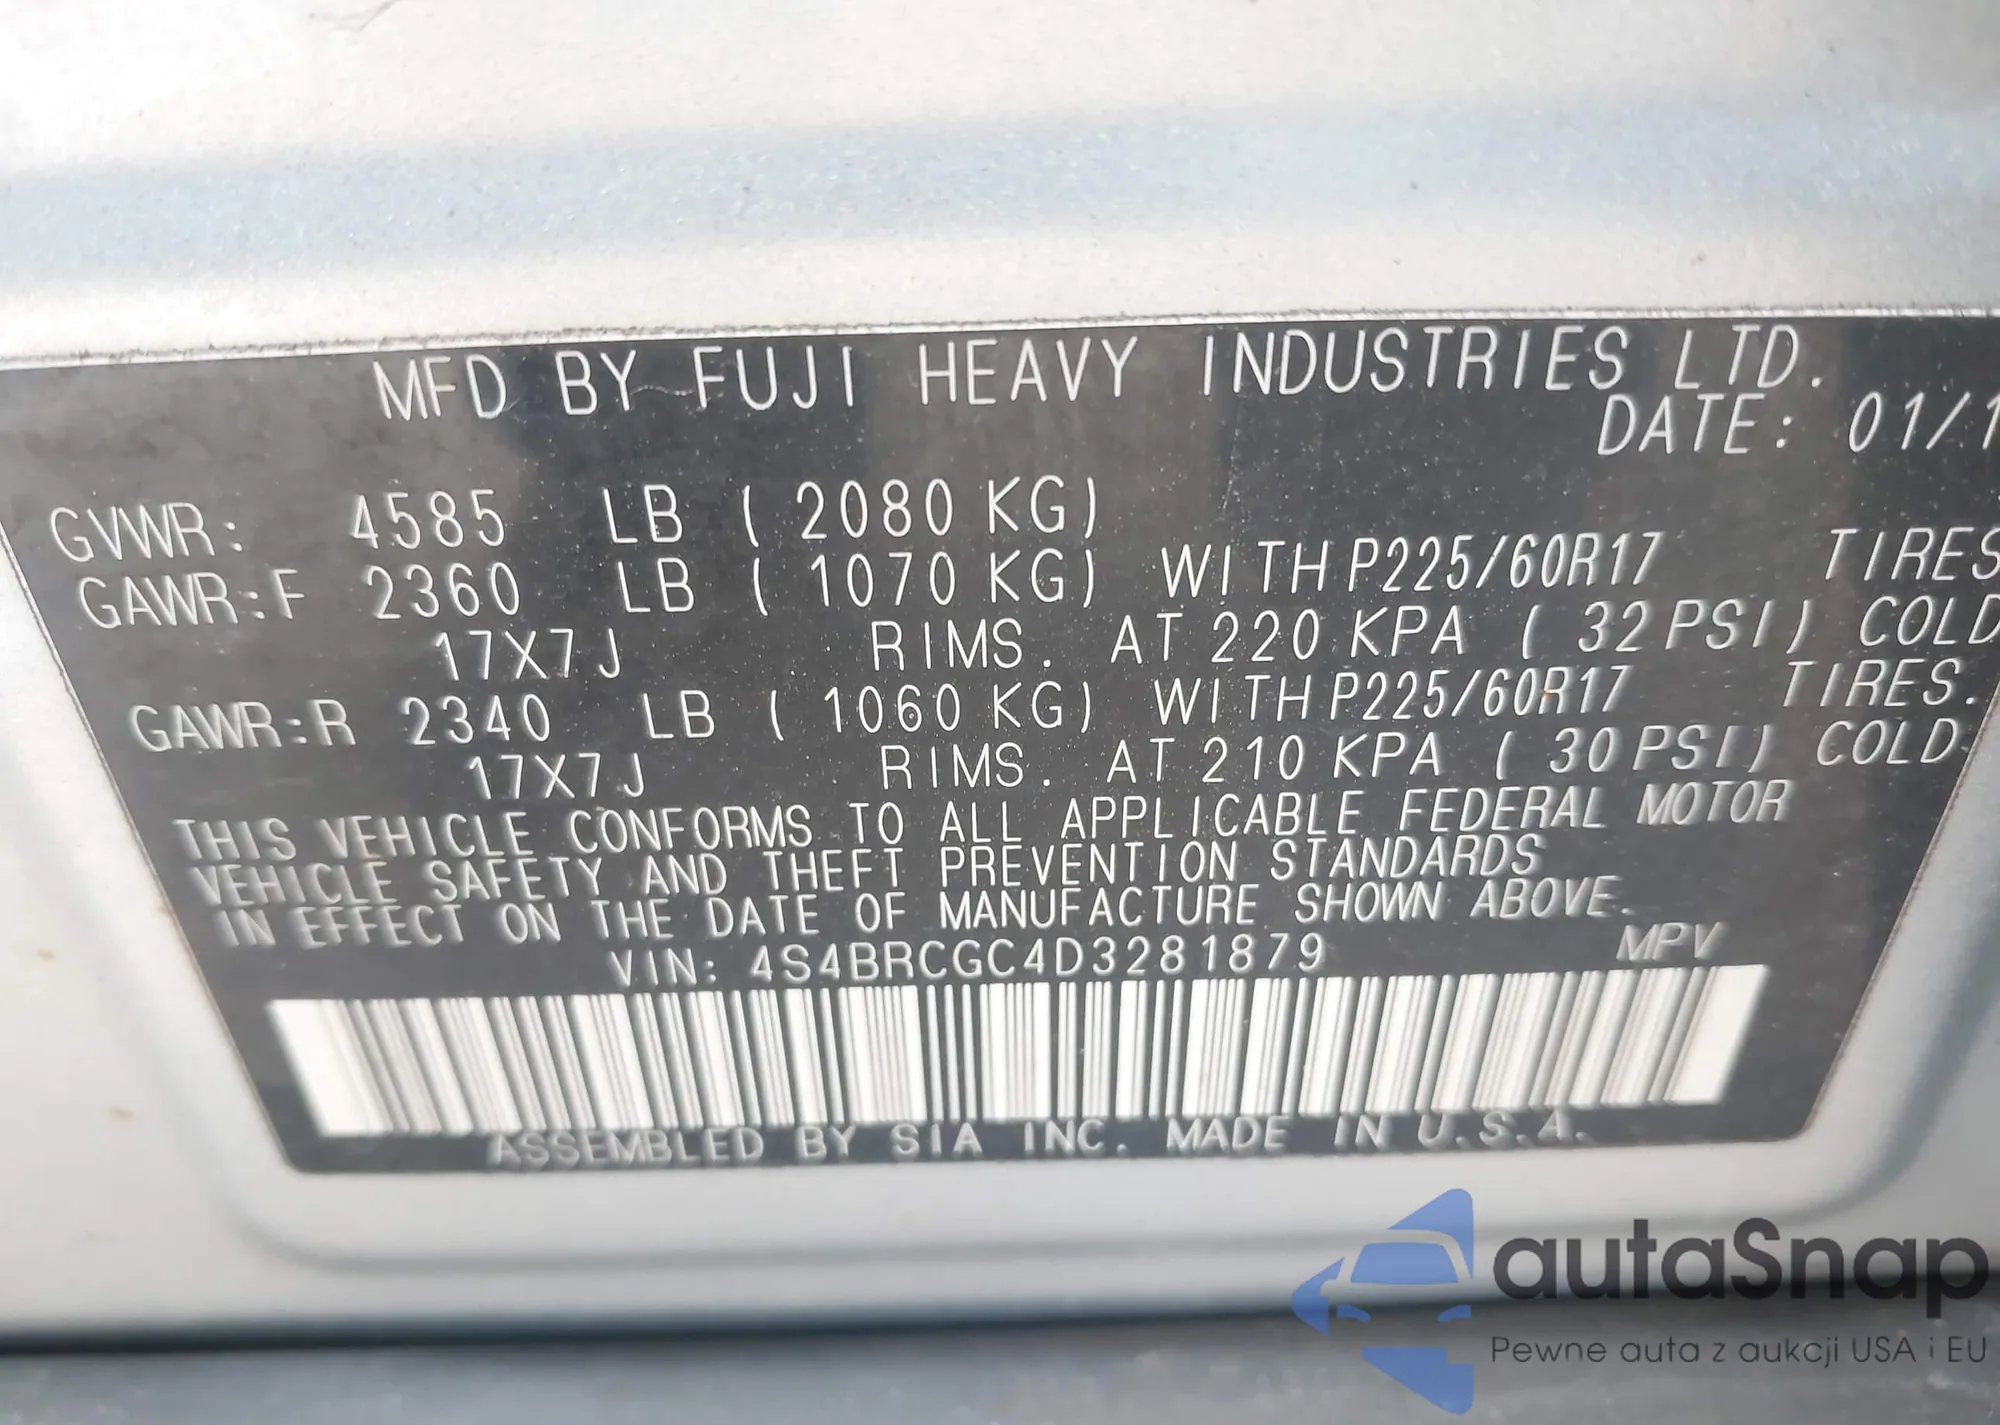 MFD BY FUJI HEAVY INDUSTRIES LTD.
DATE: 01/1
GVWR: 4585 LB ( 2080 KG)
GAWR:F 2360 LB ( 1070 KG) WITH P225/60R17 TIRES
17X7J RIMS. AT 220 KPA ( 32 PSI) COLD
GAWR:R 2340 LB ( 1060 KG) WITH P225/60R17 TIRES.
17X7J RIMS. AT 210 KPA ( 30 PSI) COLD.
THIS VEHICLE CONFORMS TO ALL APPLICABLE FEDERAL MOTOR
VEHICLE SAFETY AND THEFT PREVENTION STANDARDS
IN EFFECT ON THE DATE OF MANUFACTURE SHOWN ABOVE.
VIN: 4S4BRCGC4D3281879 MPV
ASSEMBLED BY SIA INC. MADE IN U.S.A.
autaSnap
Pewne auta z aukcji USA i EU